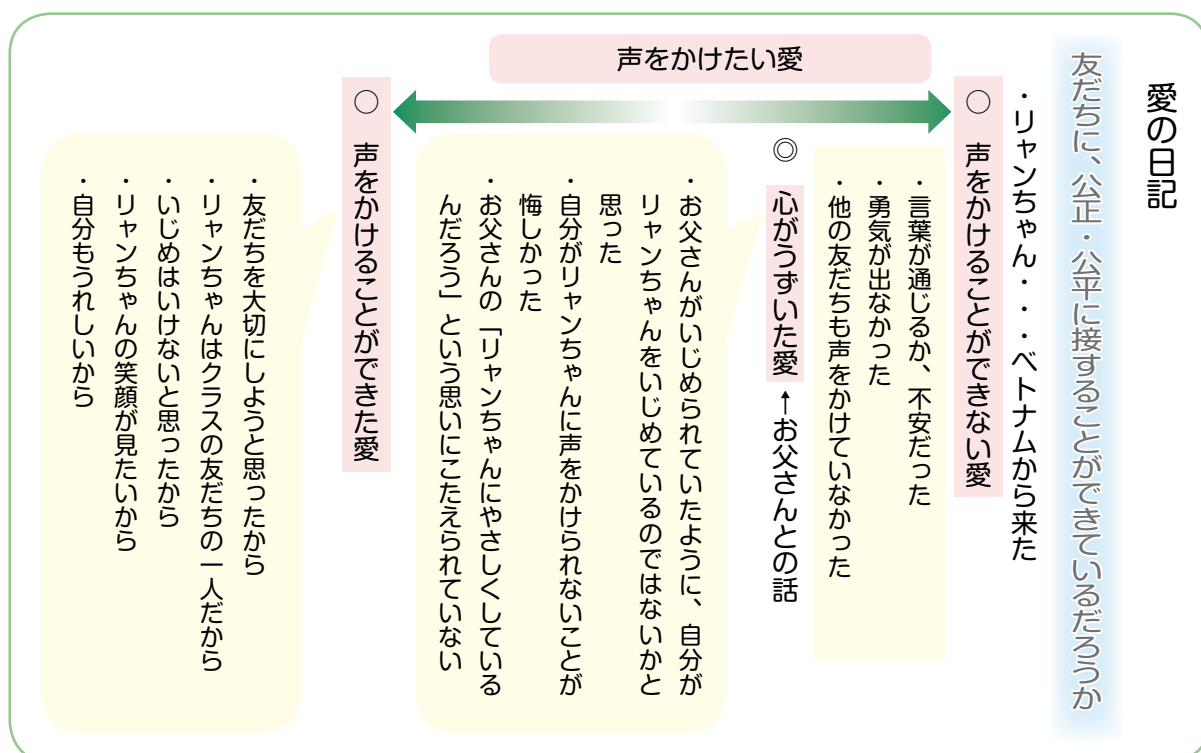 愛の日記
友だちに、公正・公平に接することができているだろうか
・リャンちゃん・・・ベトナムから来た
声をかけたい愛
○ 声をかけることができない愛
・言葉が通じるか、不安だった
・勇気が出なかった
・他の友だちも声をかけていなかった
◎ 心がうずいた愛 ←お父さんとの話
・お父さんがいじめられていたように、自分が
リャンちゃんをいじめているのではないかと
思った
・自分がリャンちゃんに声をかけられないことが
悔しかった
・お父さんの「リャンちゃんにやさしくしている
んだろう」という思いにこたえられていない
○ 声をかけることができた愛
・友だちを大切にしようと思ったから
・リャンちゃんはクラスの友だちの一人だから
・いじめはいけないと思ったから
・リャンちゃんの笑顔が見たいから
・自分もうれしいから